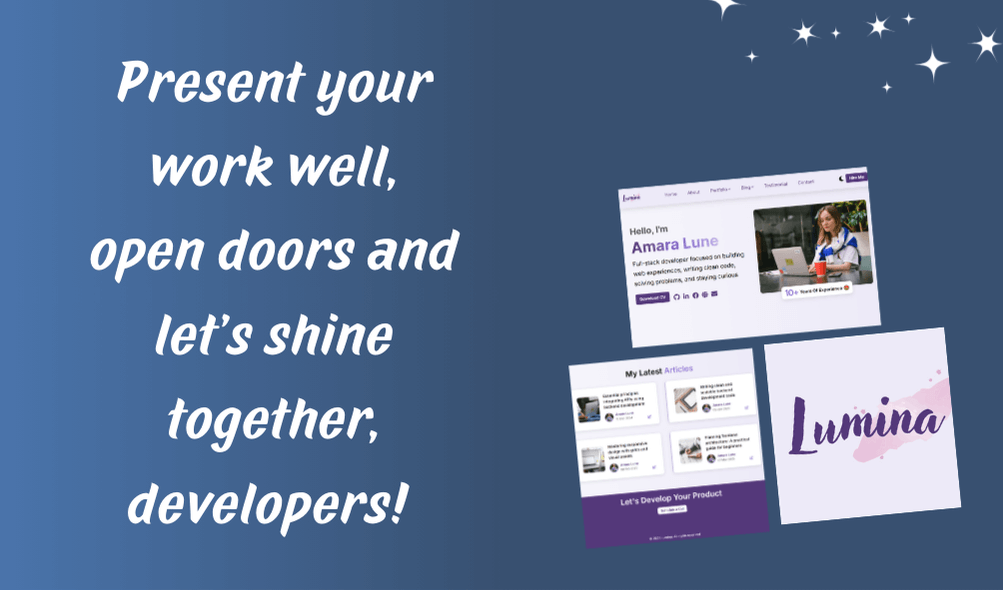 Present your
work well,
open doors and
let's shine
together,
developers!
Lumina
Home About Portfolio Blog Testimonial Contact Hire Me
Hello, I'm
Amara Lune
Full-stack developer focused on building
web experiences, writing clean code,
solving problems, and staying curious
Download CV
10+ Years Of Experience
My Latest Articles
Let's Develop Your Product
Lumina